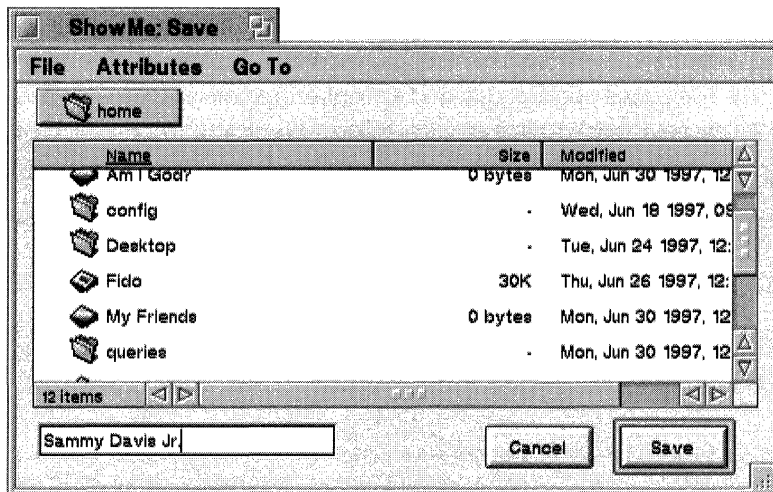 ShowMe: Save
File Attributes Go To
home
Name Size Modified
Am I God? 0 bytes Mon, Jun 30 1997, 12
config - Wed, Jun 18 1997, 09
Desktop - Tue, Jun 24 1997, 12:
Fido 30K Thu, Jun 26 1997, 12:
My Friends 0 bytes Mon, Jun 30 1997, 12
queries - Mon, Jun 30 1997, 12
12 items
Sammy Davis Jr.
Cancel Save